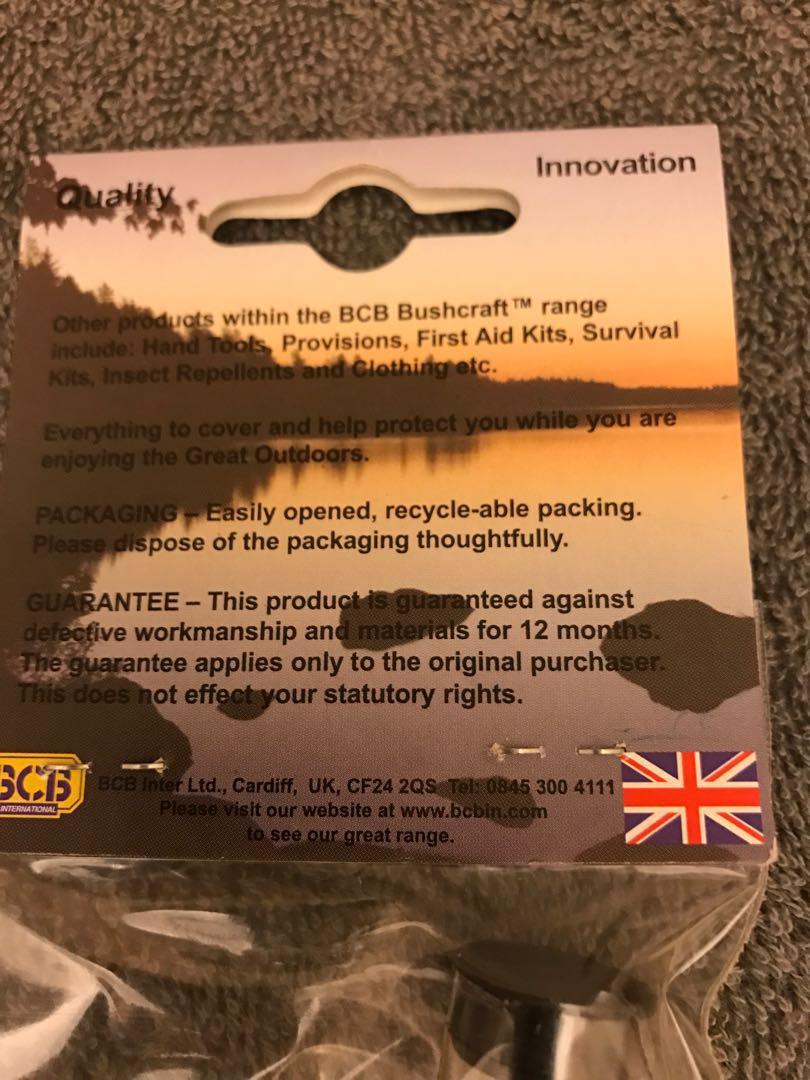 Quality
Innovation
Other products within the BCB Bushcraft™ range
include: Hand Tools, Provisions, First Aid Kits, Survival
Kits, Insect Repellents and Clothing etc.
Everything to cover and help protect you while you are
enjoying the Great Outdoors.
PACKAGING – Easily opened, recycle-able packing.
Please dispose of the packaging thoughtfully.
GUARANTEE – This product is guaranteed against
defective workmanship and materials for 12 months.
The guarantee applies only to the original purchaser.
This does not effect your statutory rights.
BCB
INTERNATIONAL
BCB Inter Ltd., Cardiff, UK, CF24 2QS Tel: 0845 300 4111
Please visit our website at www.bcbin.com
to see our great range.